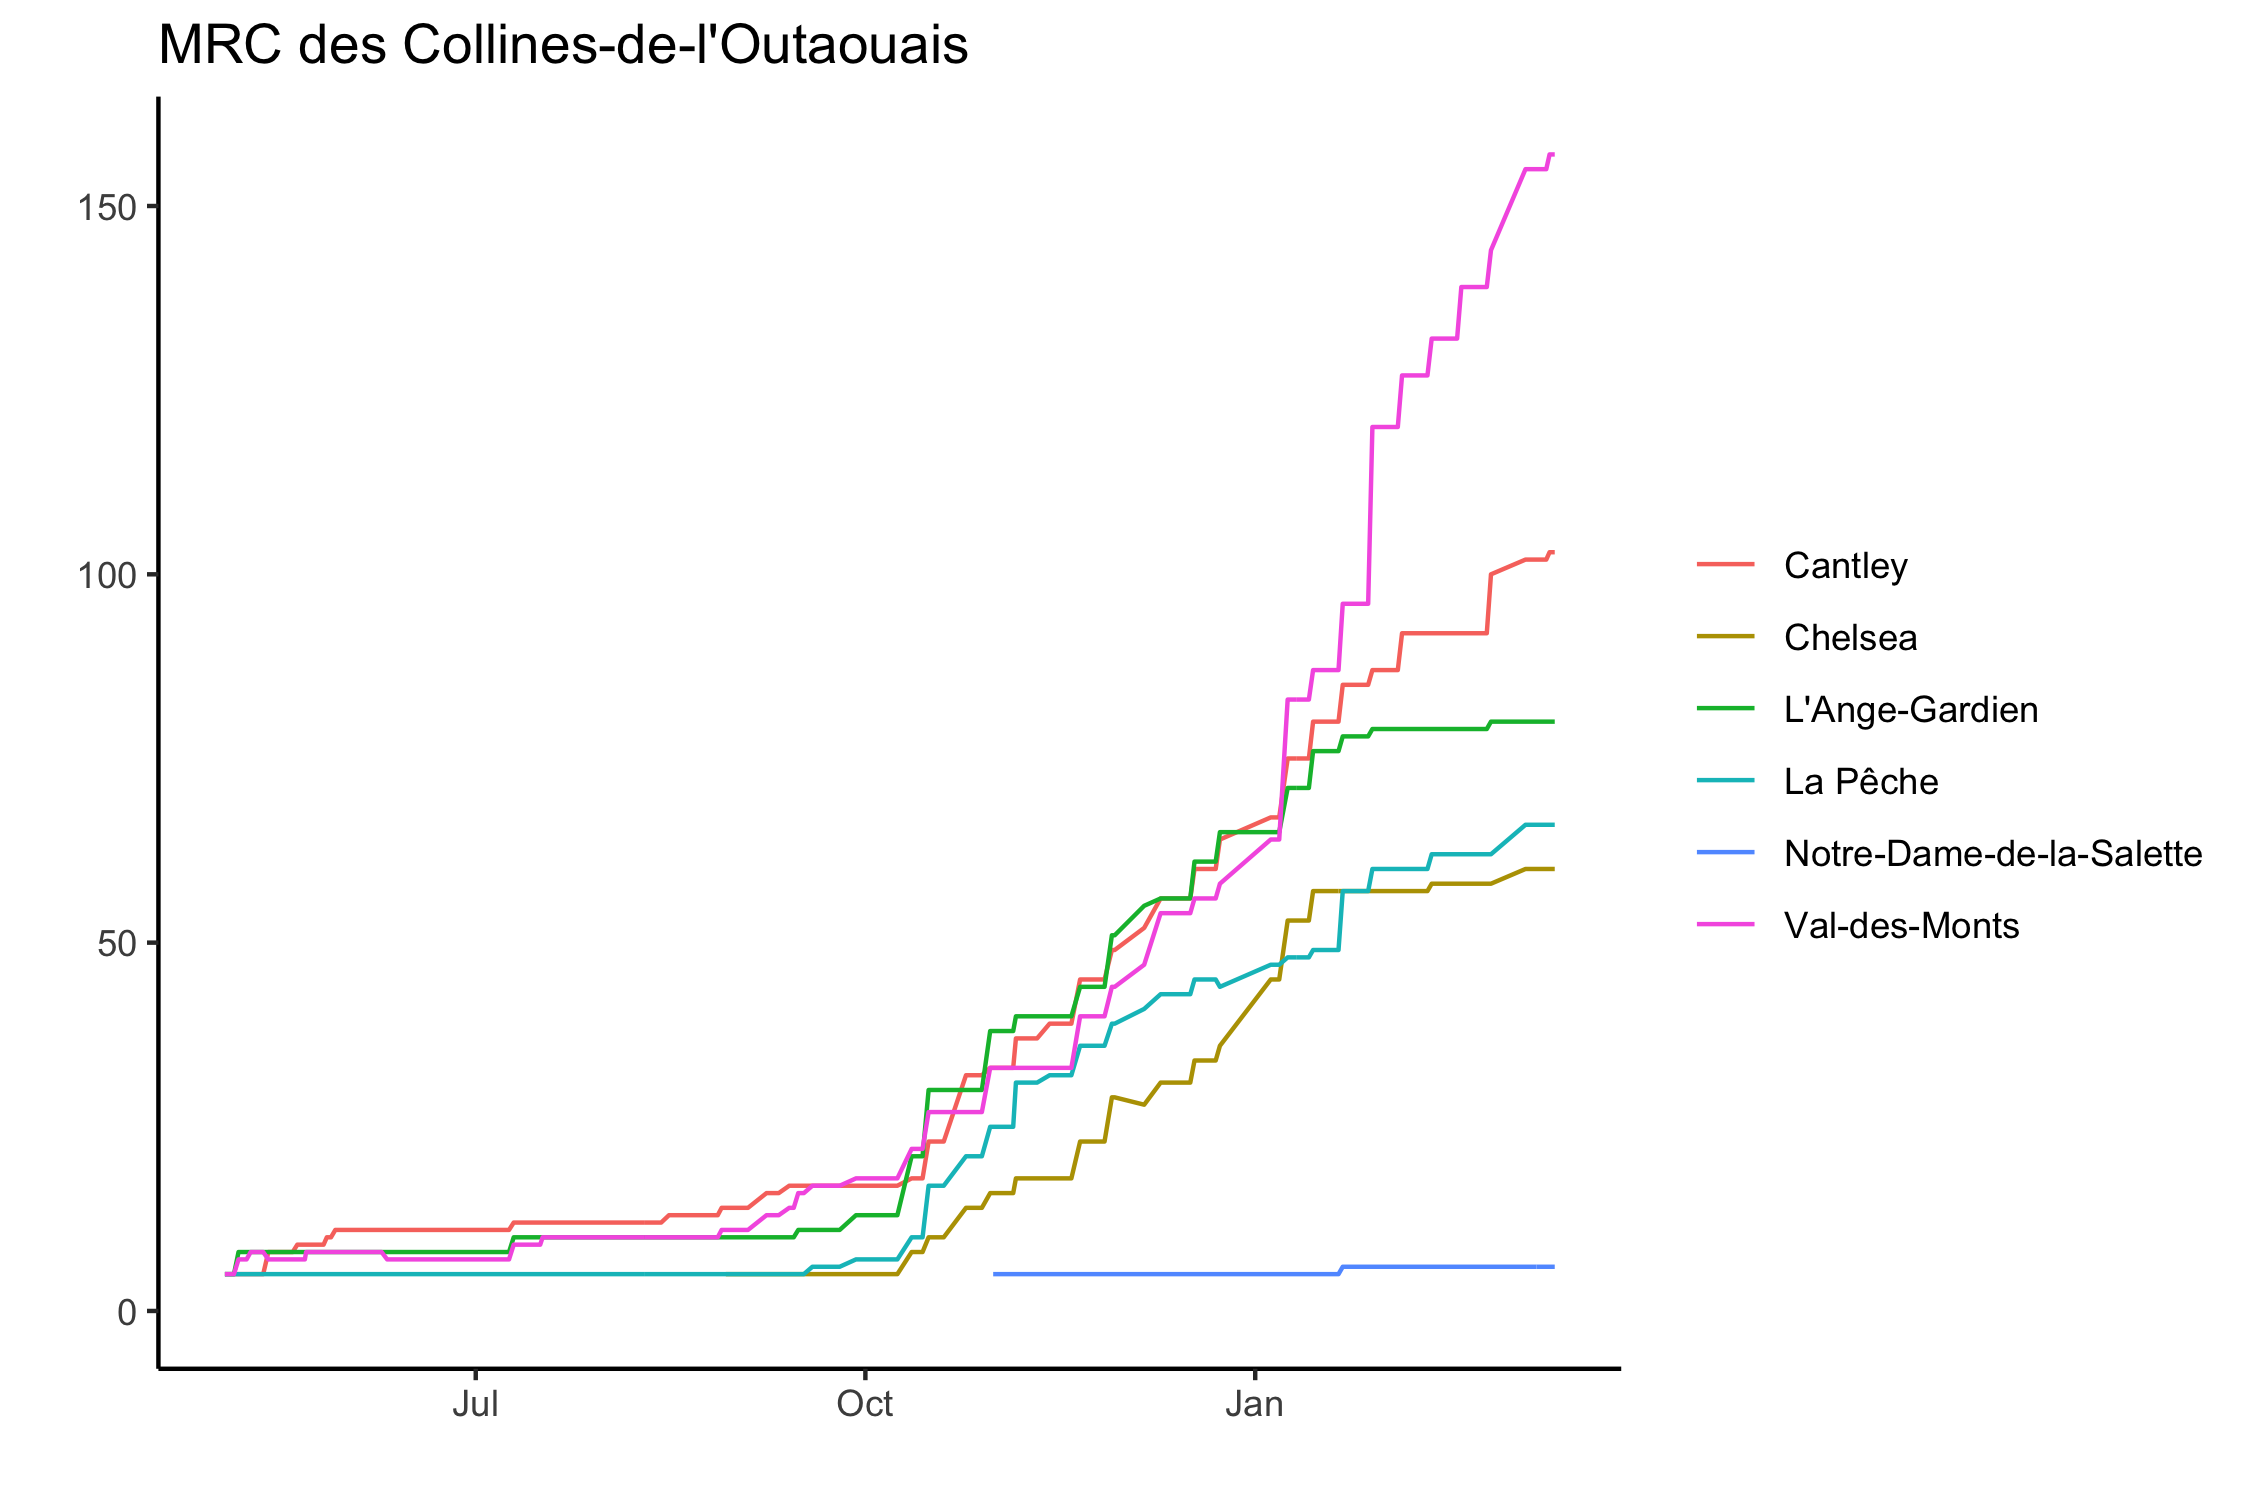 MRC des Collines-de-l'Outaouais
150
100
50
0
Jul Oct Jan
Cantley
Chelsea
L'Ange-Gardien
La Pêche
Notre-Dame-de-la-Salette
Val-des-Monts